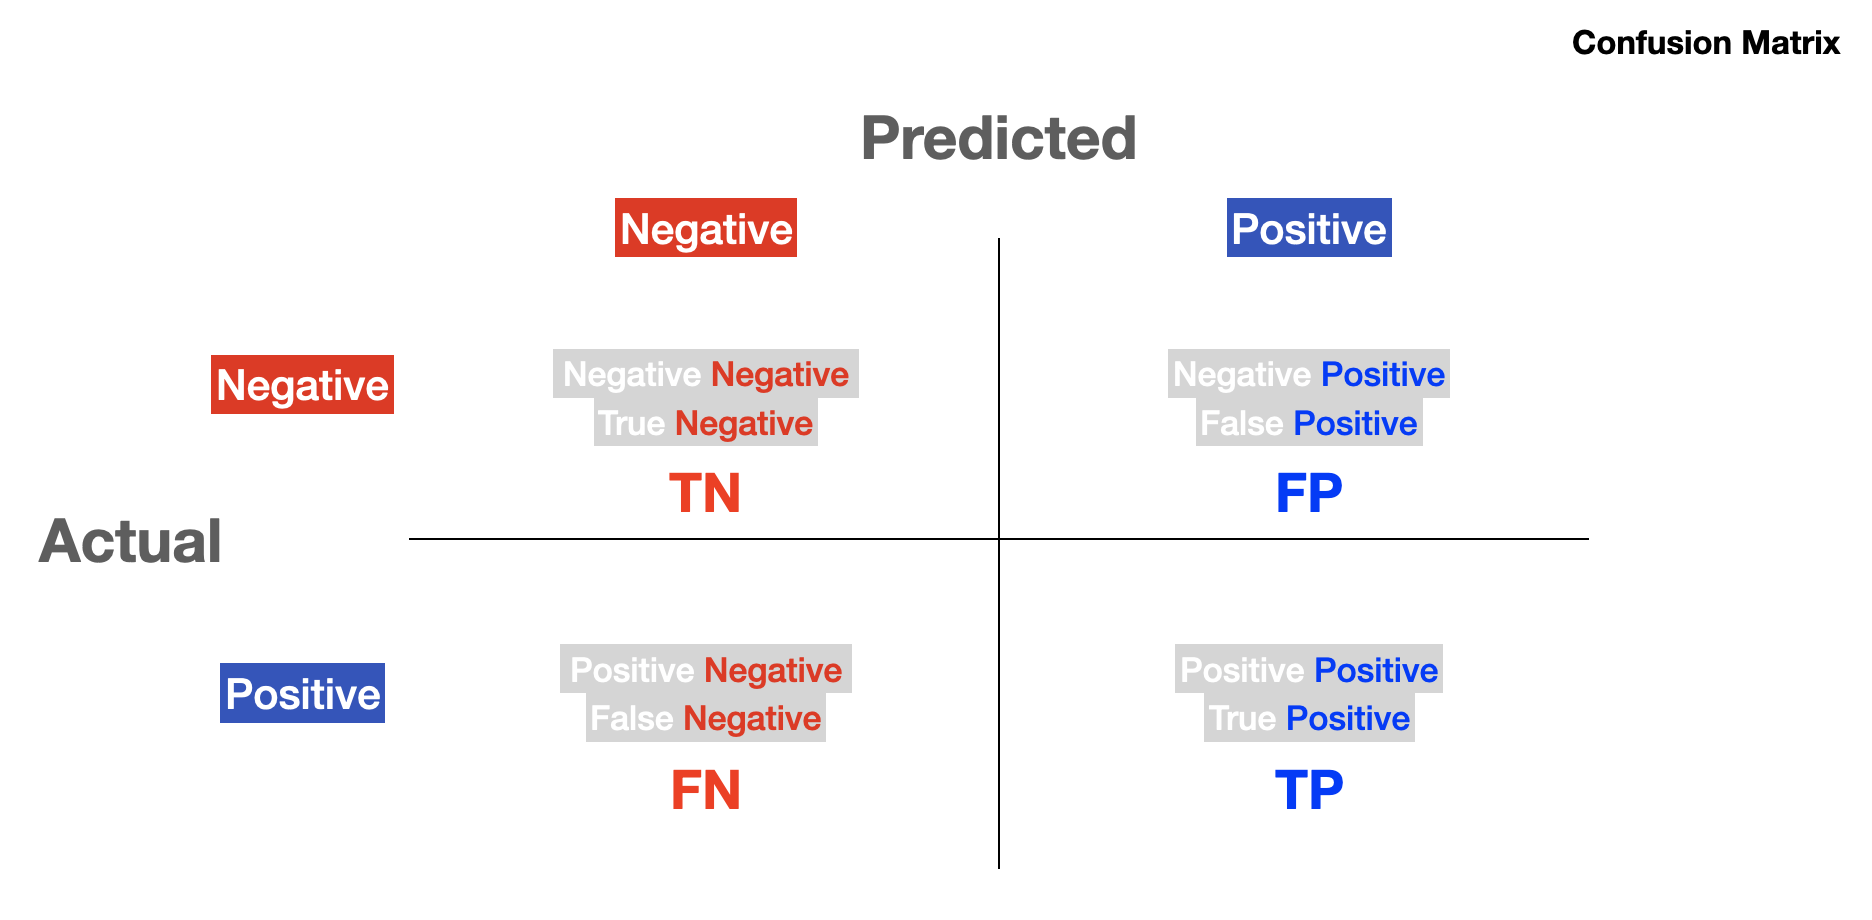 Confusion Matrix
Predicted
Negative
Positive
Negative
Negative Negative
True Negative
TN
Negative Positive
False Positive
FP
Actual
Positive
Positive Negative
False Negative
FN
Positive Positive
True Positive
TP